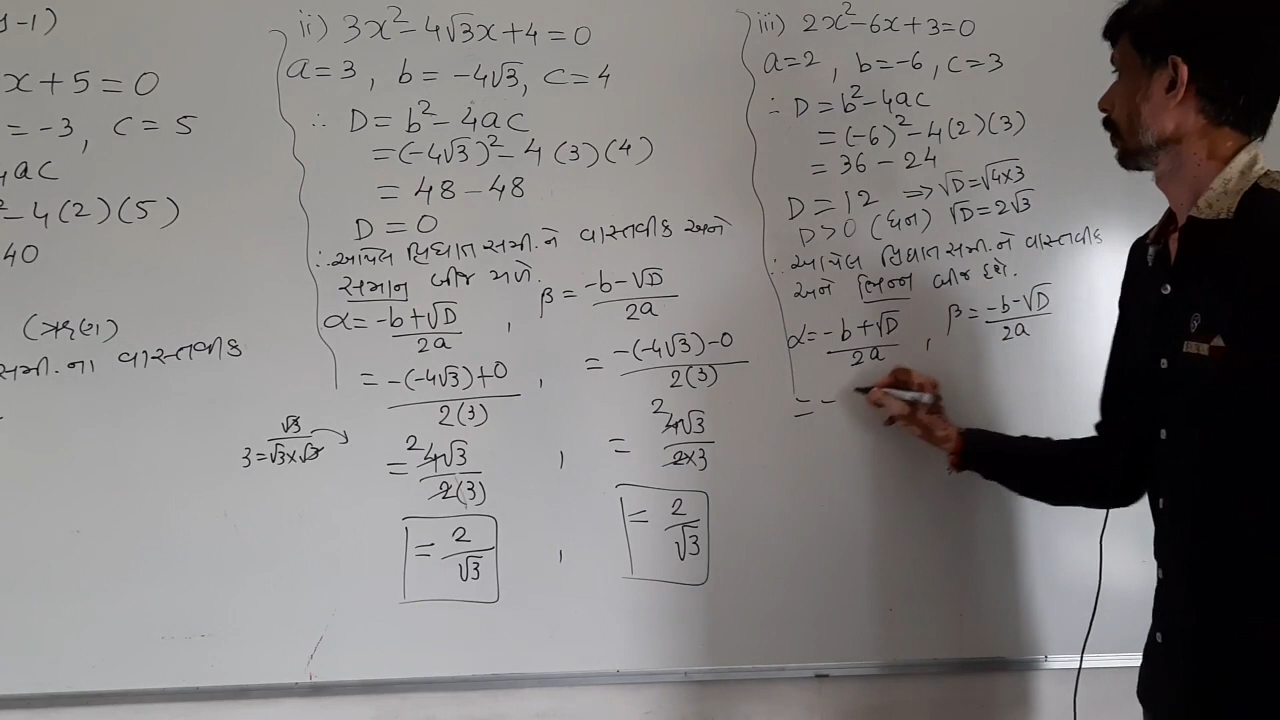 -1)
x + 5 = 0
= -3, c = 5
4ac
² - 4(2)(5)
40
(ઋણ)
સમી. ના વાસ્તવીક
ii) 3x² - 4√3x + 4 = 0
a = 3, b = -4√3, c = 4
∴ D = b² - 4ac
= (-4√3)² - 4(3)(4)
= 48 - 48
D = 0
∴ આપેલ દ્વિઘાત સમી. ને વાસ્તવીક અને
સમાન બીજ મળે.
α = (-b + √D)/2a , β = (-b - √D)/2a
= (-(-4√3) + 0)/2(3) , = (-(-4√3) - 0)/2(3)
√3
3 = √3×√3
= 2 4√3/2(3) , = 2 4√3/2×3
= 2/√3 , = 2/√3
iii) 2x² - 6x + 3 = 0
a = 2, b = -6, c = 3
∴ D = b² - 4ac
= (-6)² - 4(2)(3)
= 36 - 24
D = 12 ⇒ √D = √4×3
D > 0 (ધન) √D = 2√3
∴ આપેલ દ્વિઘાત સમી. ને વાસ્તવીક
અને ભિન્ન બીજ હશે.
α = (-b + √D)/2a , β = (-b - √D)/2a
= -